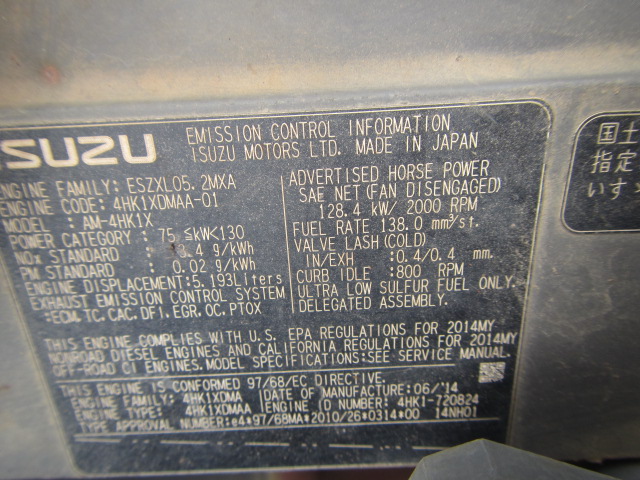 ISUZU EMISSION CONTROL INFORMATION
ISUZU MOTORS LTD. MADE IN JAPAN
ENGINE FAMILY: ESZXL05.2MXA
ENGINE CODE: 4HK1XDMAA-01
MODEL : AM-4HK1X
POWER CATEGORY : 75 ≤kW<130
NOx STANDARD : .4 g/kWh
PM STANDARD : 0.02 g/kWh
ENGINE DISPLACEMENT: 5.193Liters
EXHAUST EMISSION CONTROL SYSTEM
:ECM, TC, CAC, DFI, EGR, OC, PTOX
ADVERTISED HORSE POWER
SAE NET(FAN DISENGAGED)
128.4 kW/ 2000 RPM
FUEL RATE 138.0 mm³/st.
VALVE LASH(COLD)
IN/EXH :0.4/0.4 mm.
CURB IDLE :800 RPM
ULTRA LOW SULFUR FUEL ONLY.
DELEGATED ASSEMBLY.
THIS ENGINE COMPLIES WITH U.S. EPA REGULATIONS FOR 2014MY
NONROAD DIESEL ENGINES AND CALIFORNIA REGULATIONS FOR 2014MY
OFF-ROAD CI ENGINES. MODEL SPECIFICATIONS:SEE SERVICE MANUAL.
THIS ENGINE IS CONFORMED 97/68/EC DIRECTIVE.
ENGINE FAMILY: 4HK1XDMA DATE OF MANUFACTURE:06/'14
ENGINE TYPE: 4HK1XDMAA ENGINE ID NUMBER: 4HK1-720824
TYPE APPROVAL NUMBER:e4*97/68MA*2010/26*0314*00 14NH01
国土
指定
いすゞ